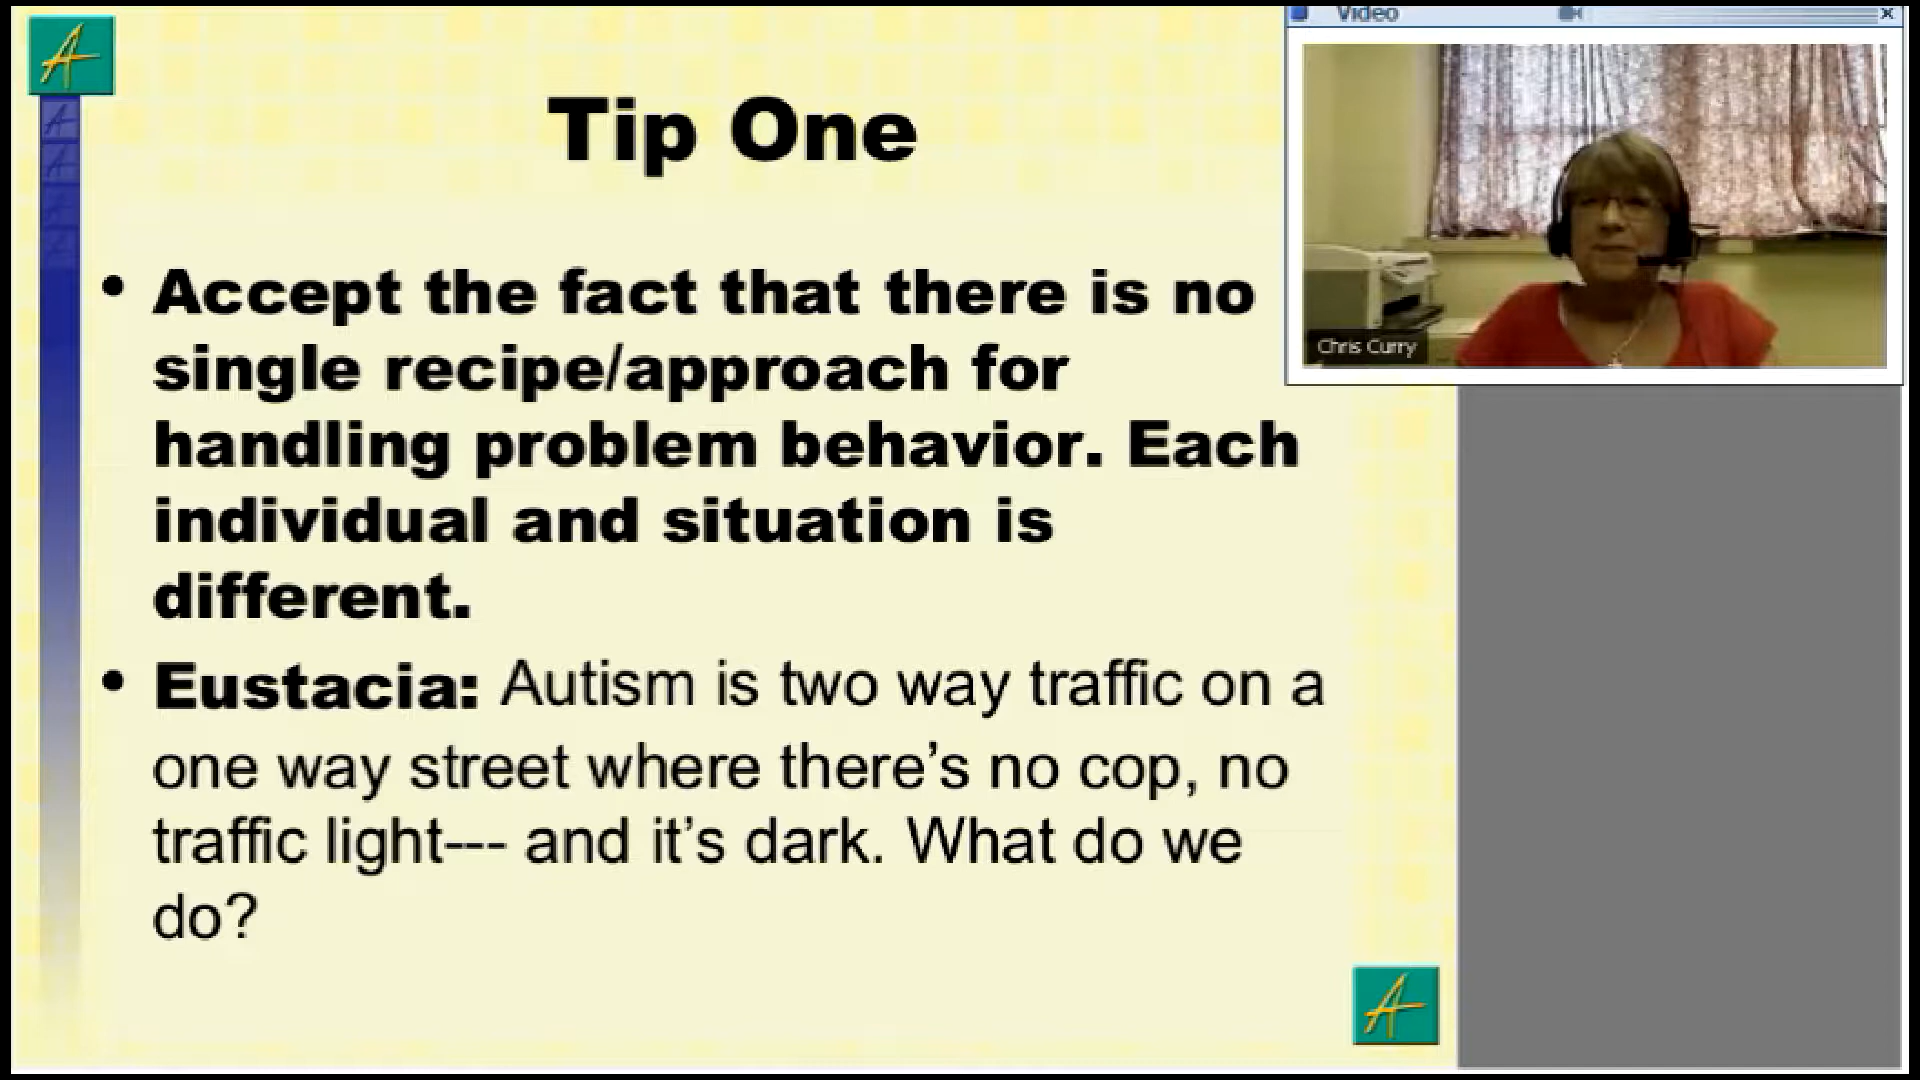 Video
Tip One
Chris Curry
• Accept the fact that there is no
single recipe/approach for
handling problem behavior. Each
individual and situation is
different.
• Eustacia: Autism is two way traffic on a
one way street where there’s no cop, no
traffic light--- and it’s dark. What do we
do?